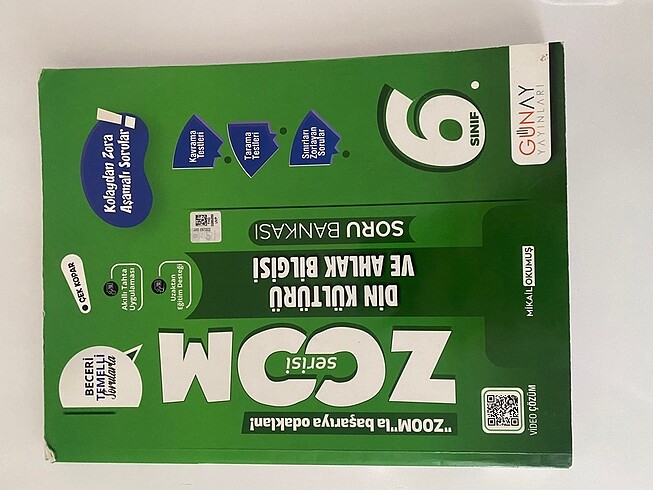 "ZOOM"la başarıya odaklan!
ZOOM
serisi
DİN KÜLTÜRÜ
VE AHLAK BİLGİSİ
SORU BANKASI
BECERİ
TEMELLİ
Sorularla
ÇEK KOPAR
Akıllı Tahta
Uygulaması
Uzaktan
Eğitim Desteği
Kolaydan Zora
Aşamalı Sorular
Kavrama
Testleri
Tarama
Testleri
Sınırları
Zorlayan
Sorular
6.
SINIF
VIDEO ÇÖZÜM
MİKAİL OKUMUŞ
GÜNAY
YAYINLARI